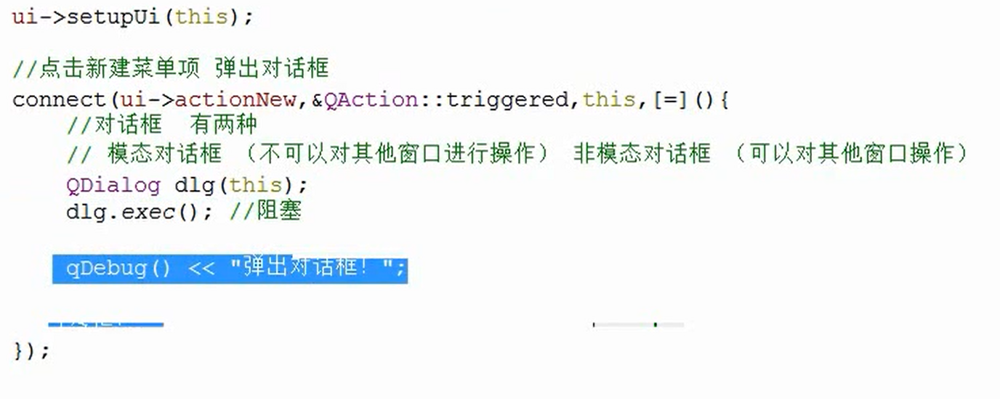 ui->setupUi(this);
//点击新建菜单项 弹出对话框
connect(ui->actionNew,&QAction::triggered,this,[=](){
//对话框 有两种
// 模态对话框 （不可以对其他窗口进行操作） 非模态对话框 （可以对其他窗口操作）
QDialog dlg(this);
dlg.exec(); //阻塞
qDebug() << "弹出对话框！";
});